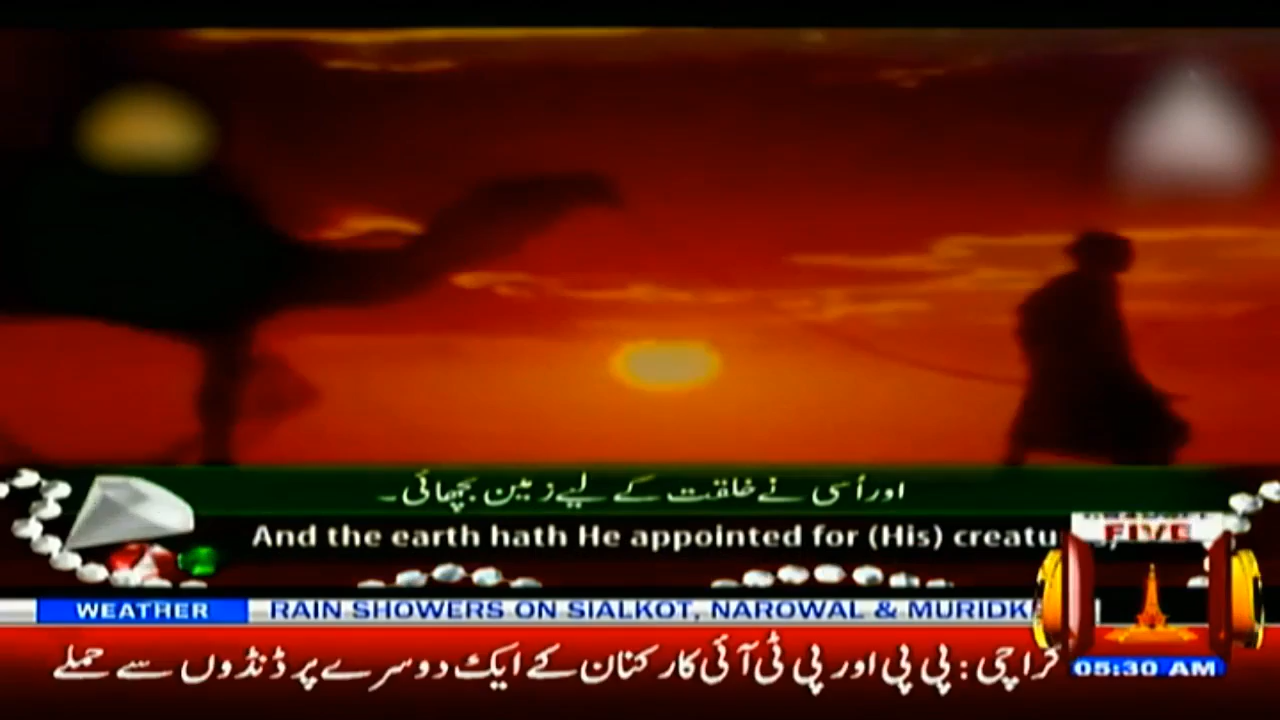 اور اُسی نے خلقت کے لیے زمین بچھائی۔
And the earth hath He appointed for (His) creatu
FIVE
WEATHER
RAIN SHOWERS ON SIALKOT, NAROWAL & MURIDK
کراچی : پی پی اور پی ٹی آئی کارکنان کے ایک دوسرے پر ڈنڈوں سے حملے
05:30 AM